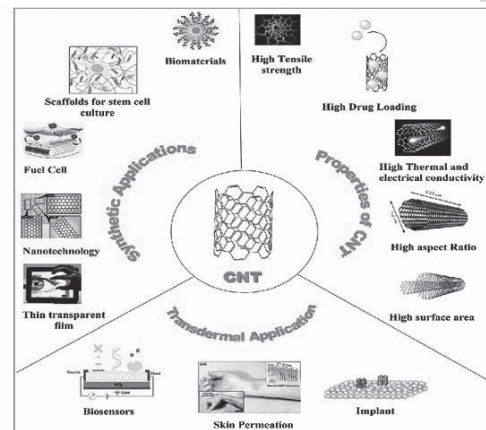 Biomaterials
High Tensile
strength
Scaffolds for stem cell
culture
High Drug Loading
Fuel Cell
High Thermal and
electrical conductivity
Nanotechnology
High aspect Ratio
Thin transparent
film
High surface area
Synthetic Applications
Properties of CNT
CNT
Transdermal Application
Biosensors
Skin Permeation
Implant